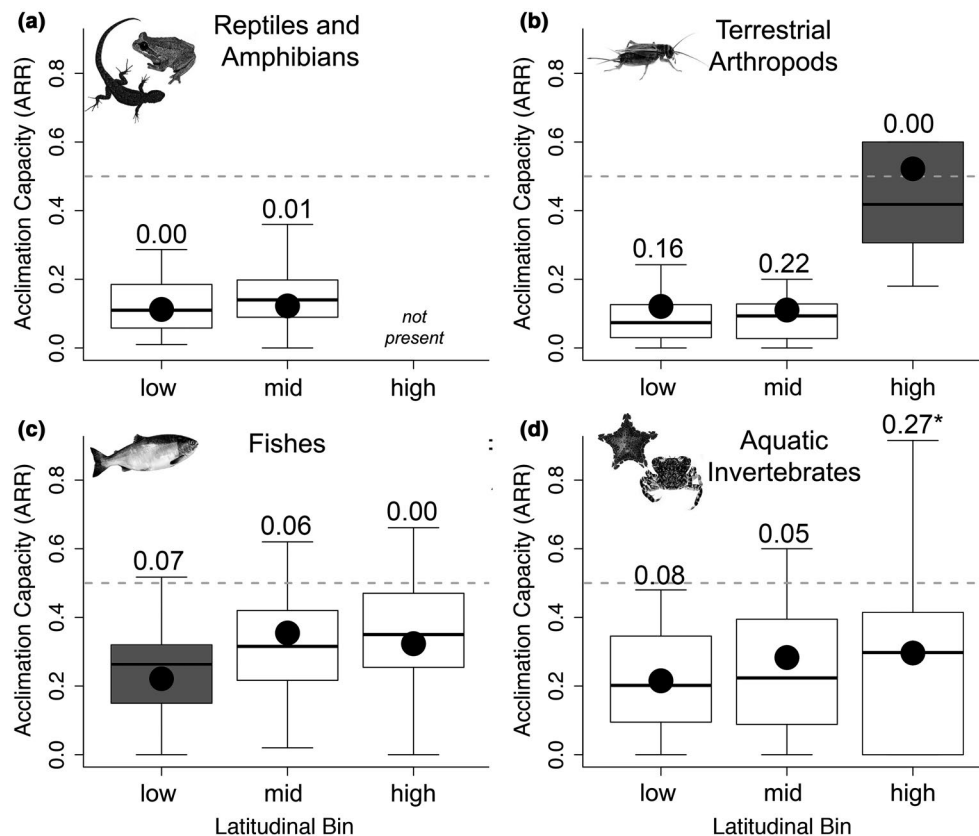 (a)
Reptiles and
Amphibians
Acclimation Capacity (ARR)
0.0 0.2 0.4 0.6 0.8
0.00
0.01
not
present
low mid high
(b)
Terrestrial
Arthropods
Acclimation Capacity (ARR)
0.0 0.2 0.4 0.6 0.8
0.16
0.22
0.00
low mid high
(c)
Fishes
:
Acclimation Capacity (ARR)
0.0 0.2 0.4 0.6 0.8
0.07
0.06
0.00
low mid high
Latitudinal Bin
(d)
Aquatic
Invertebrates
Acclimation Capacity (ARR)
0.0 0.2 0.4 0.6 0.8
0.08
0.05
0.27*
low mid high
Latitudinal Bin